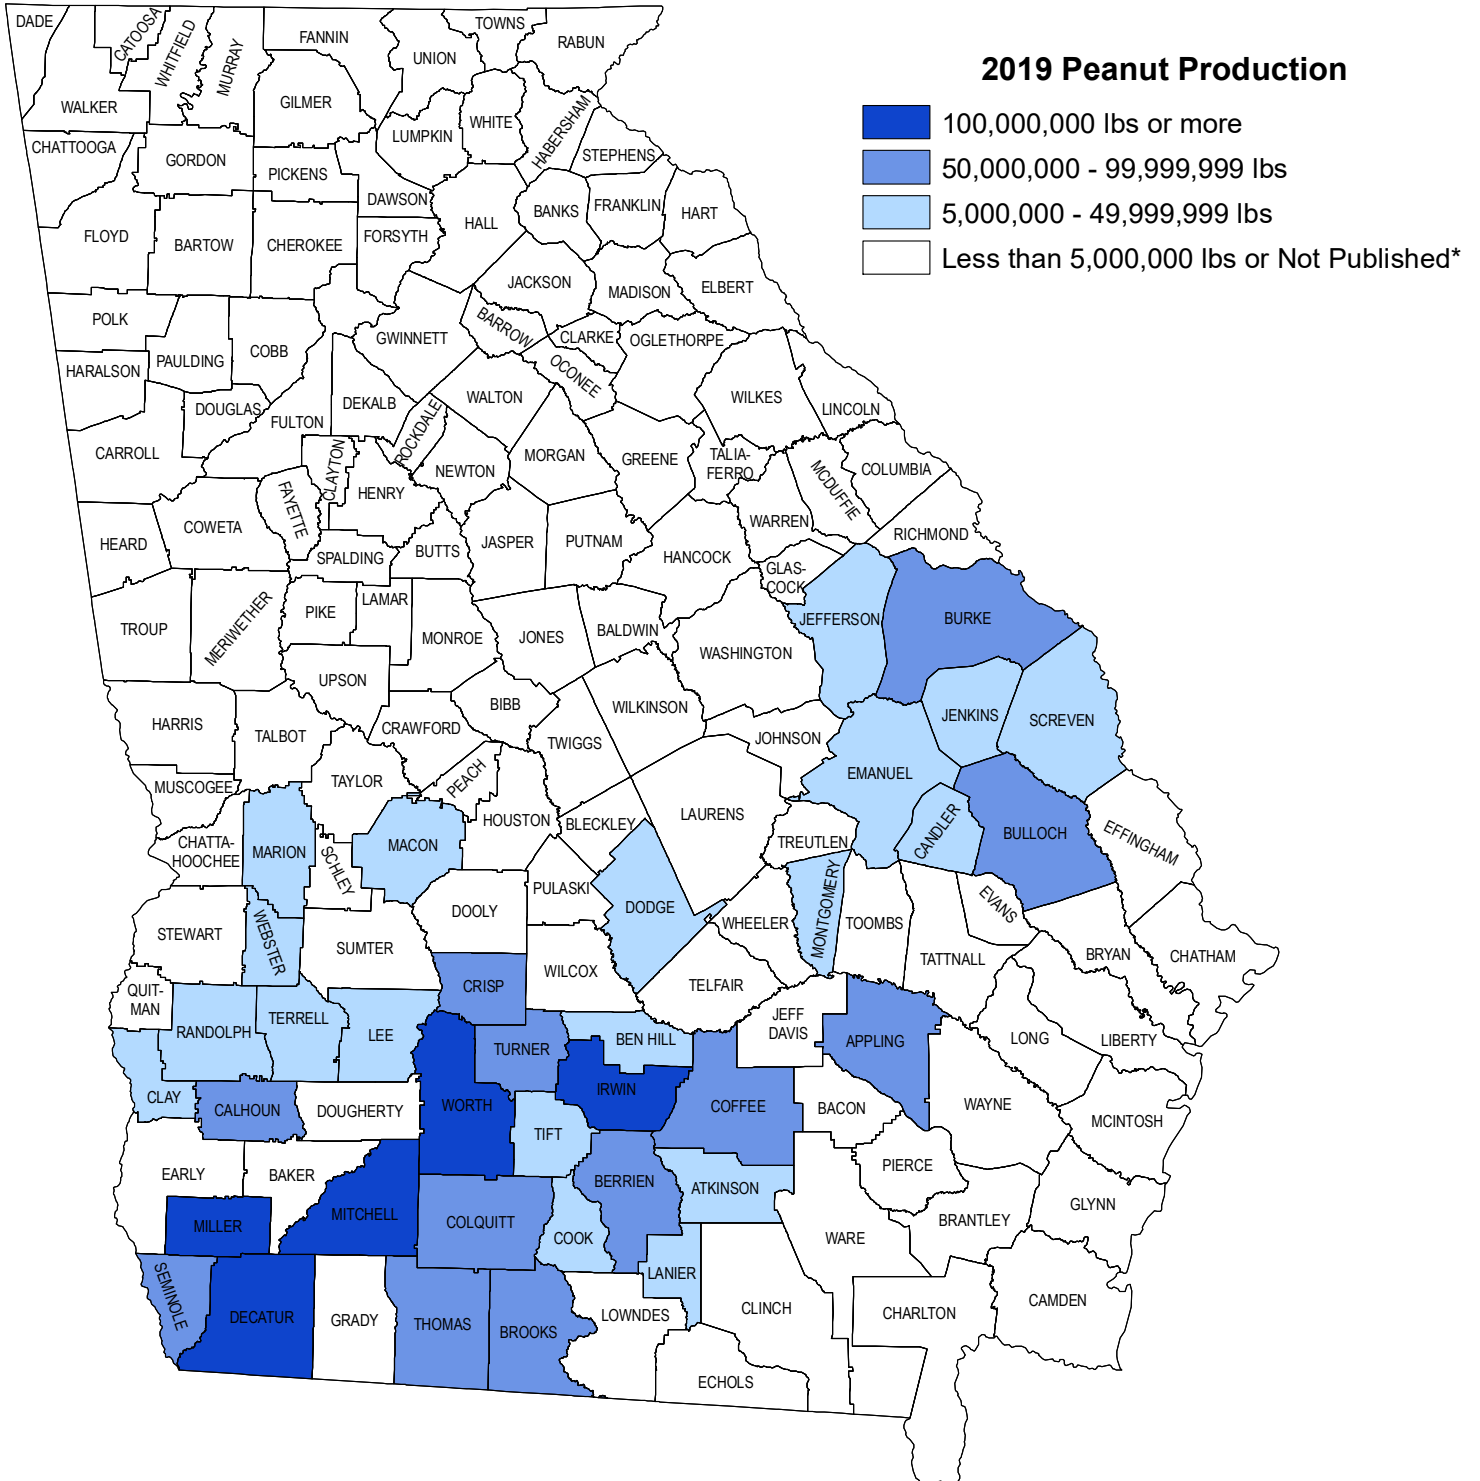 2019 Peanut Production
100,000,000 lbs or more
50,000,000 - 99,999,999 lbs
5,000,000 - 49,999,999 lbs
Less than 5,000,000 lbs or Not Published*
DADE
CATOOSA
WHITFIELD
MURRAY
FANNIN
UNION
TOWNS
RABUN
WALKER
GILMER
LUMPKIN
WHITE
HABERSHAM
STEPHENS
CHATTOOGA
GORDON
PICKENS
DAWSON
BANKS
FRANKLIN
HART
FLOYD
BARTOW
CHEROKEE
FORSYTH
HALL
JACKSON
MADISON
ELBERT
POLK
PAULDING
COBB
GWINNETT
BARROW
CLARKE
OCONEE
OGLETHORPE
HARALSON
DOUGLAS
FULTON
DEKALB
ROCKDALE
WALTON
WILKES
LINCOLN
CARROLL
CLAYTON
HENRY
NEWTON
MORGAN
GREENE
TALIA-
FERRO
MCDUFFIE
COLUMBIA
COWETA
FAYETTE
WARREN
RICHMOND
HEARD
SPALDING
BUTTS
JASPER
PUTNAM
HANCOCK
GLAS-
COCK
TROUP
MERIWETHER
PIKE
LAMAR
MONROE
JONES
BALDWIN
WASHINGTON
JEFFERSON
BURKE
UPSON
BIBB
WILKINSON
JENKINS
SCREVEN
HARRIS
TALBOT
CRAWFORD
TWIGGS
JOHNSON
MUSCOGEE
TAYLOR
PEACH
HOUSTON
BLECKLEY
LAURENS
EMANUEL
CANDLER
BULLOCH
EFFINGHAM
CHATTA-
HOOCHEE
MARION
SCHLEY
MACON
TREUTLEN
PULASKI
DODGE
MONTGOMERY
EVANS
STEWART
WEBSTER
SUMTER
DOOLY
WHEELER
TOOMBS
TATTNALL
BRYAN
CHATHAM
QUIT-
MAN
CRISP
WILCOX
TELFAIR
JEFF
DAVIS
RANDOLPH
TERRELL
LEE
TURNER
BEN HILL
APPLING
LONG
LIBERTY
CLAY
CALHOUN
DOUGHERTY
WORTH
TIFT
IRWIN
COFFEE
BACON
WAYNE
MCINTOSH
EARLY
BAKER
BERRIEN
ATKINSON
PIERCE
GLYNN
MILLER
MITCHELL
COLQUITT
COOK
WARE
BRANTLEY
SEMINOLE
DECATUR
GRADY
THOMAS
BROOKS
LANIER
LOWNDES
CLINCH
CHARLTON
CAMDEN
ECHOLS